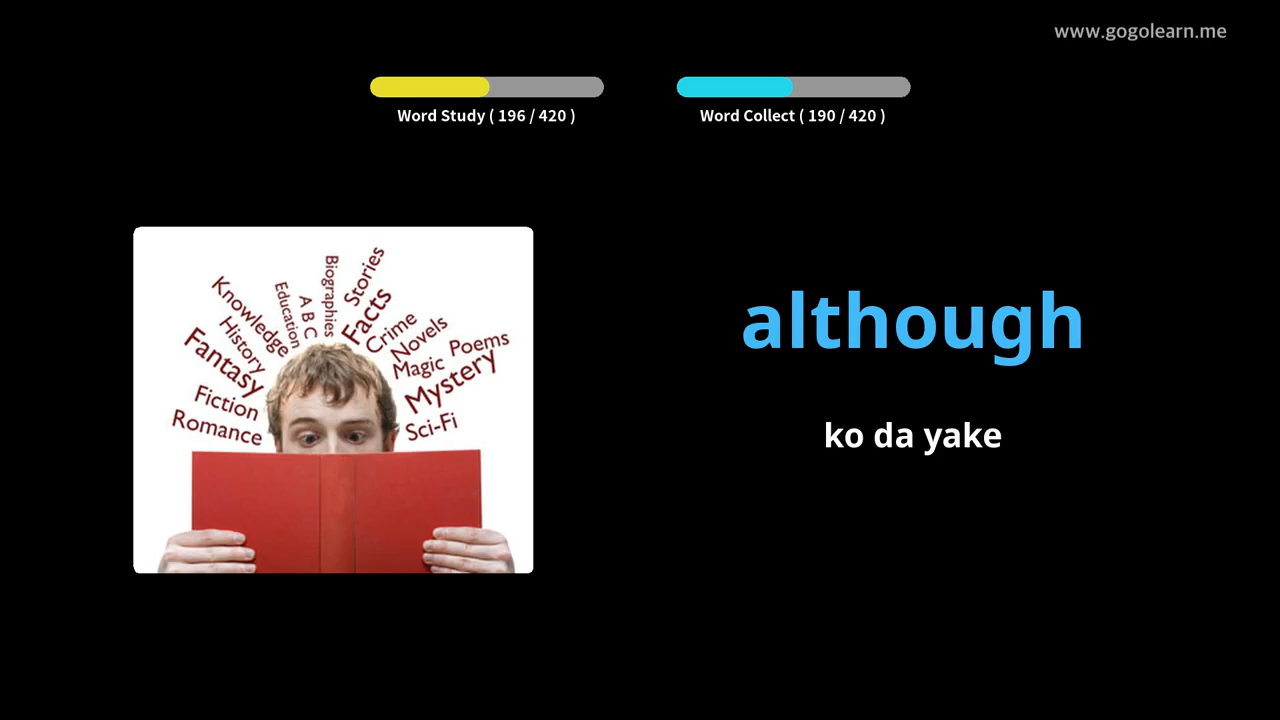 www.gogolearn.me
Word Study ( 196 / 420 )
Word Collect ( 190 / 420 )
Knowledge
Education
A B C
Biographies
Stories
Facts
History
Crime
Novels
Fantasy
Magic
Poems
Fiction
Mystery
Romance
Sci-Fi
although
ko da yake